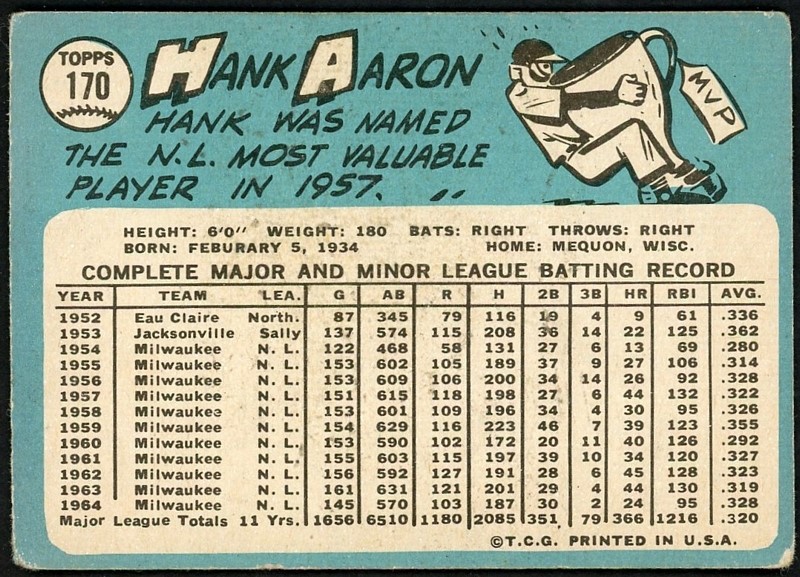 TOPPS
170
HANK AARON
HANK WAS NAMED
THE N.L. MOST VALUABLE
PLAYER IN 1957. ..
MVP
HEIGHT: 6'0" WEIGHT: 180 BATS: RIGHT THROWS: RIGHT
BORN: FEBURARY 5, 1934 HOME: MEQUON, WISC.
COMPLETE MAJOR AND MINOR LEAGUE BATTING RECORD
YEAR TEAM LEA. G AB R H 2B 3B HR RBI AVG.
1952 Eau Claire North. 87 345 79 116 19 4 9 61 .336
1953 Jacksonville Sally 137 574 115 208 36 14 22 125 .362
1954 Milwaukee N. L. 122 468 58 131 27 6 13 69 .280
1955 Milwaukee N. L. 153 602 105 189 37 9 27 106 .314
1956 Milwaukee N. L. 153 609 106 200 34 14 26 92 .328
1957 Milwaukee N. L. 151 615 118 198 27 6 44 132 .322
1958 Milwaukee N. L. 153 601 109 196 34 4 30 95 .326
1959 Milwaukee N. L. 154 629 116 223 46 7 39 123 .355
1960 Milwaukee N. L. 153 590 102 172 20 11 40 126 .292
1961 Milwaukee N. L. 155 603 115 197 39 10 34 120 .327
1962 Milwaukee N. L. 156 592 127 191 28 6 45 128 .323
1963 Milwaukee N. L. 161 631 121 201 29 4 44 130 .319
1964 Milwaukee N. L. 145 570 103 187 30 2 24 95 .328
Major League Totals 11 Yrs. 1656 6510 1180 2085 351 79 366 1216 .320
©T.C.G. PRINTED IN U.S.A.